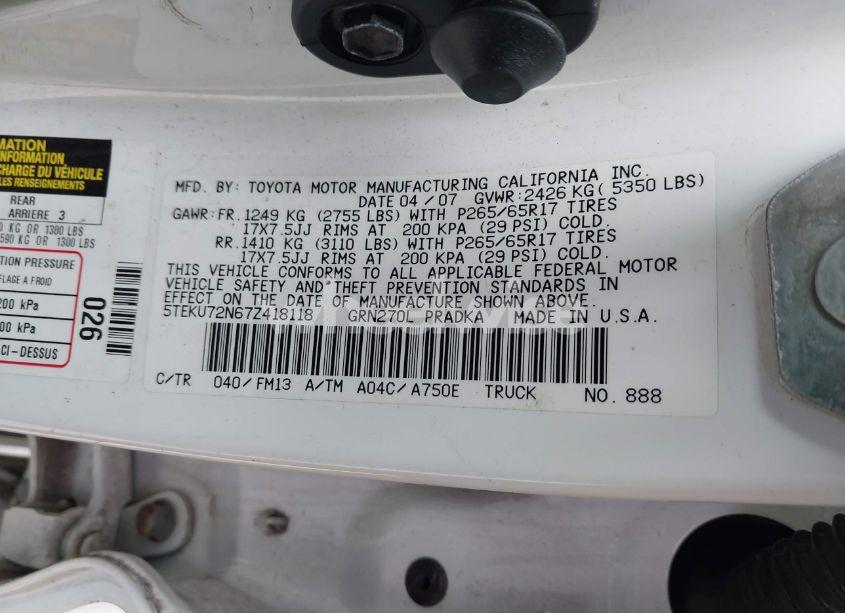 MATION
INFORMATION
CHARGE DU VÉHICULE
LES RENSEIGNEMENTS
REAR
ARRIERE 3
KG OR 1300 LBS
590 KG OR 1300 LBS
TION PRESSURE
FLAGE A FROID
200 kPa
00 kPa
CI-DESSUS
026
MFD. BY: TOYOTA MOTOR MANUFACTURING CALIFORNIA INC.
DATE 04 / 07 GVWR:2426 KG( 5350 LBS)
GAWR:FR. 1249 KG (2755 LBS) WITH P265/65R17 TIRES
17X7.5JJ RIMS AT 200 KPA (29 PSI) COLD.
RR. 1410 KG (3110 LBS) WITH P265/65R17 TIRES
17X7.5JJ RIMS AT 200 KPA (29 PSI) COLD.
THIS VEHICLE CONFORMS TO ALL APPLICABLE FEDERAL MOTOR
VEHICLE SAFETY AND THEFT PREVENTION STANDARDS IN
EFFECT ON THE DATE OF MANUFACTURE SHOWN ABOVE.
5TEKU72N67Z418118 GRN270L PRADKA MADE IN U.S.A.
C/TR 040/FM13 A/TM A04C/A750E TRUCK NO. 888